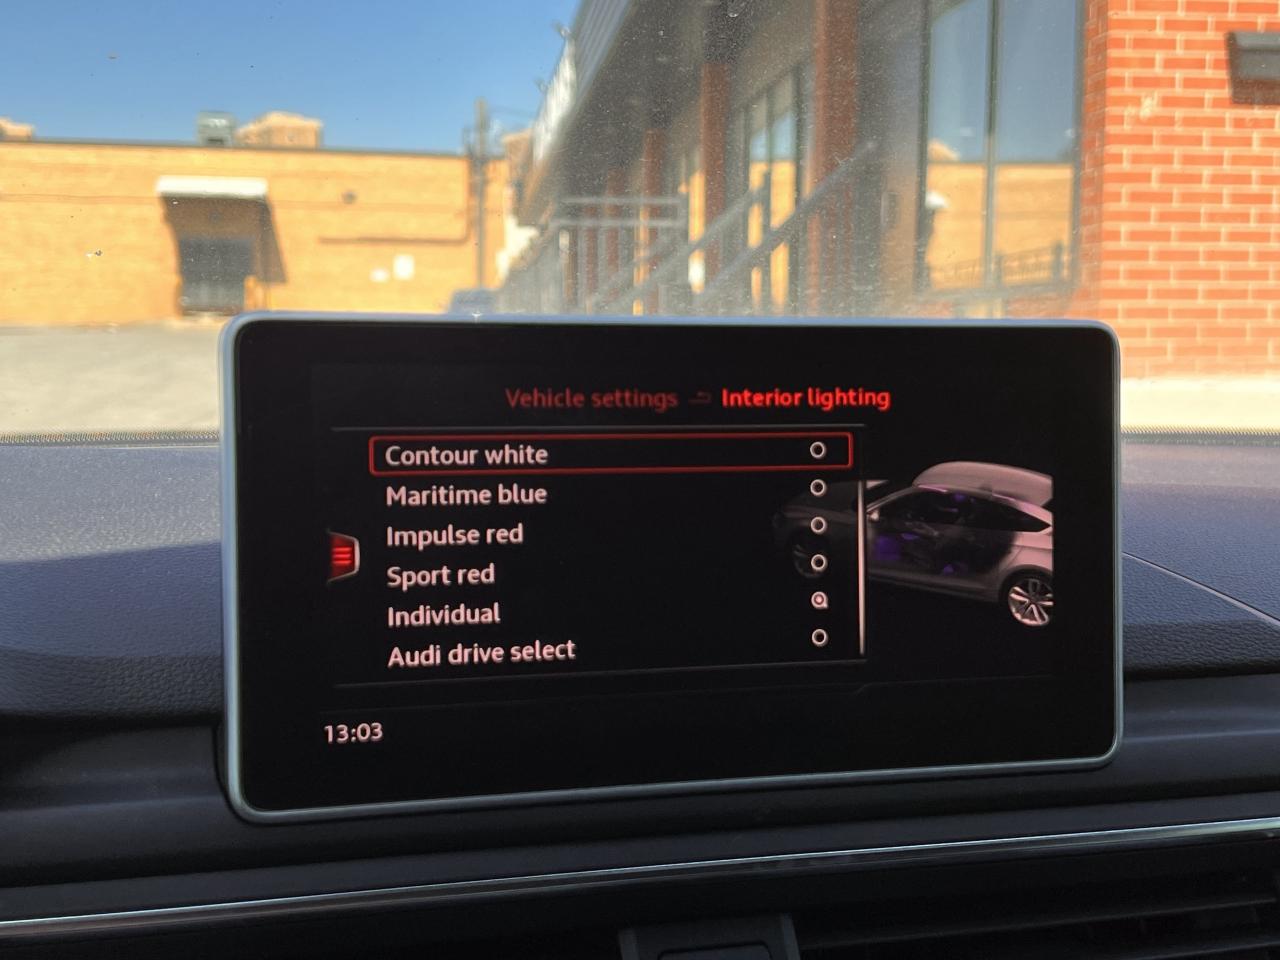 Vehicle settings Interior lighting
Contour white
Maritime blue
Impulse red
Sport red
Individual
Audi drive select
13:03